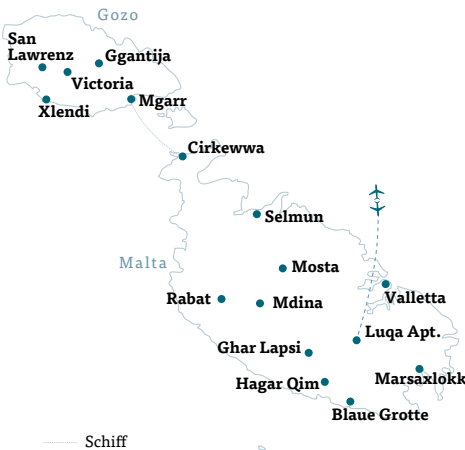 Gozo
San
Lawrenz
Ggantija
Victoria
Xlendi
Mgarr
Cirkewwa
Selmun
Malta
Mosta
Rabat
Mdina
Valletta
Luqa Apt.
Ghar Lapsi
Marsaxlokk
Hagar Qim
Blaue Grotte
Schiff